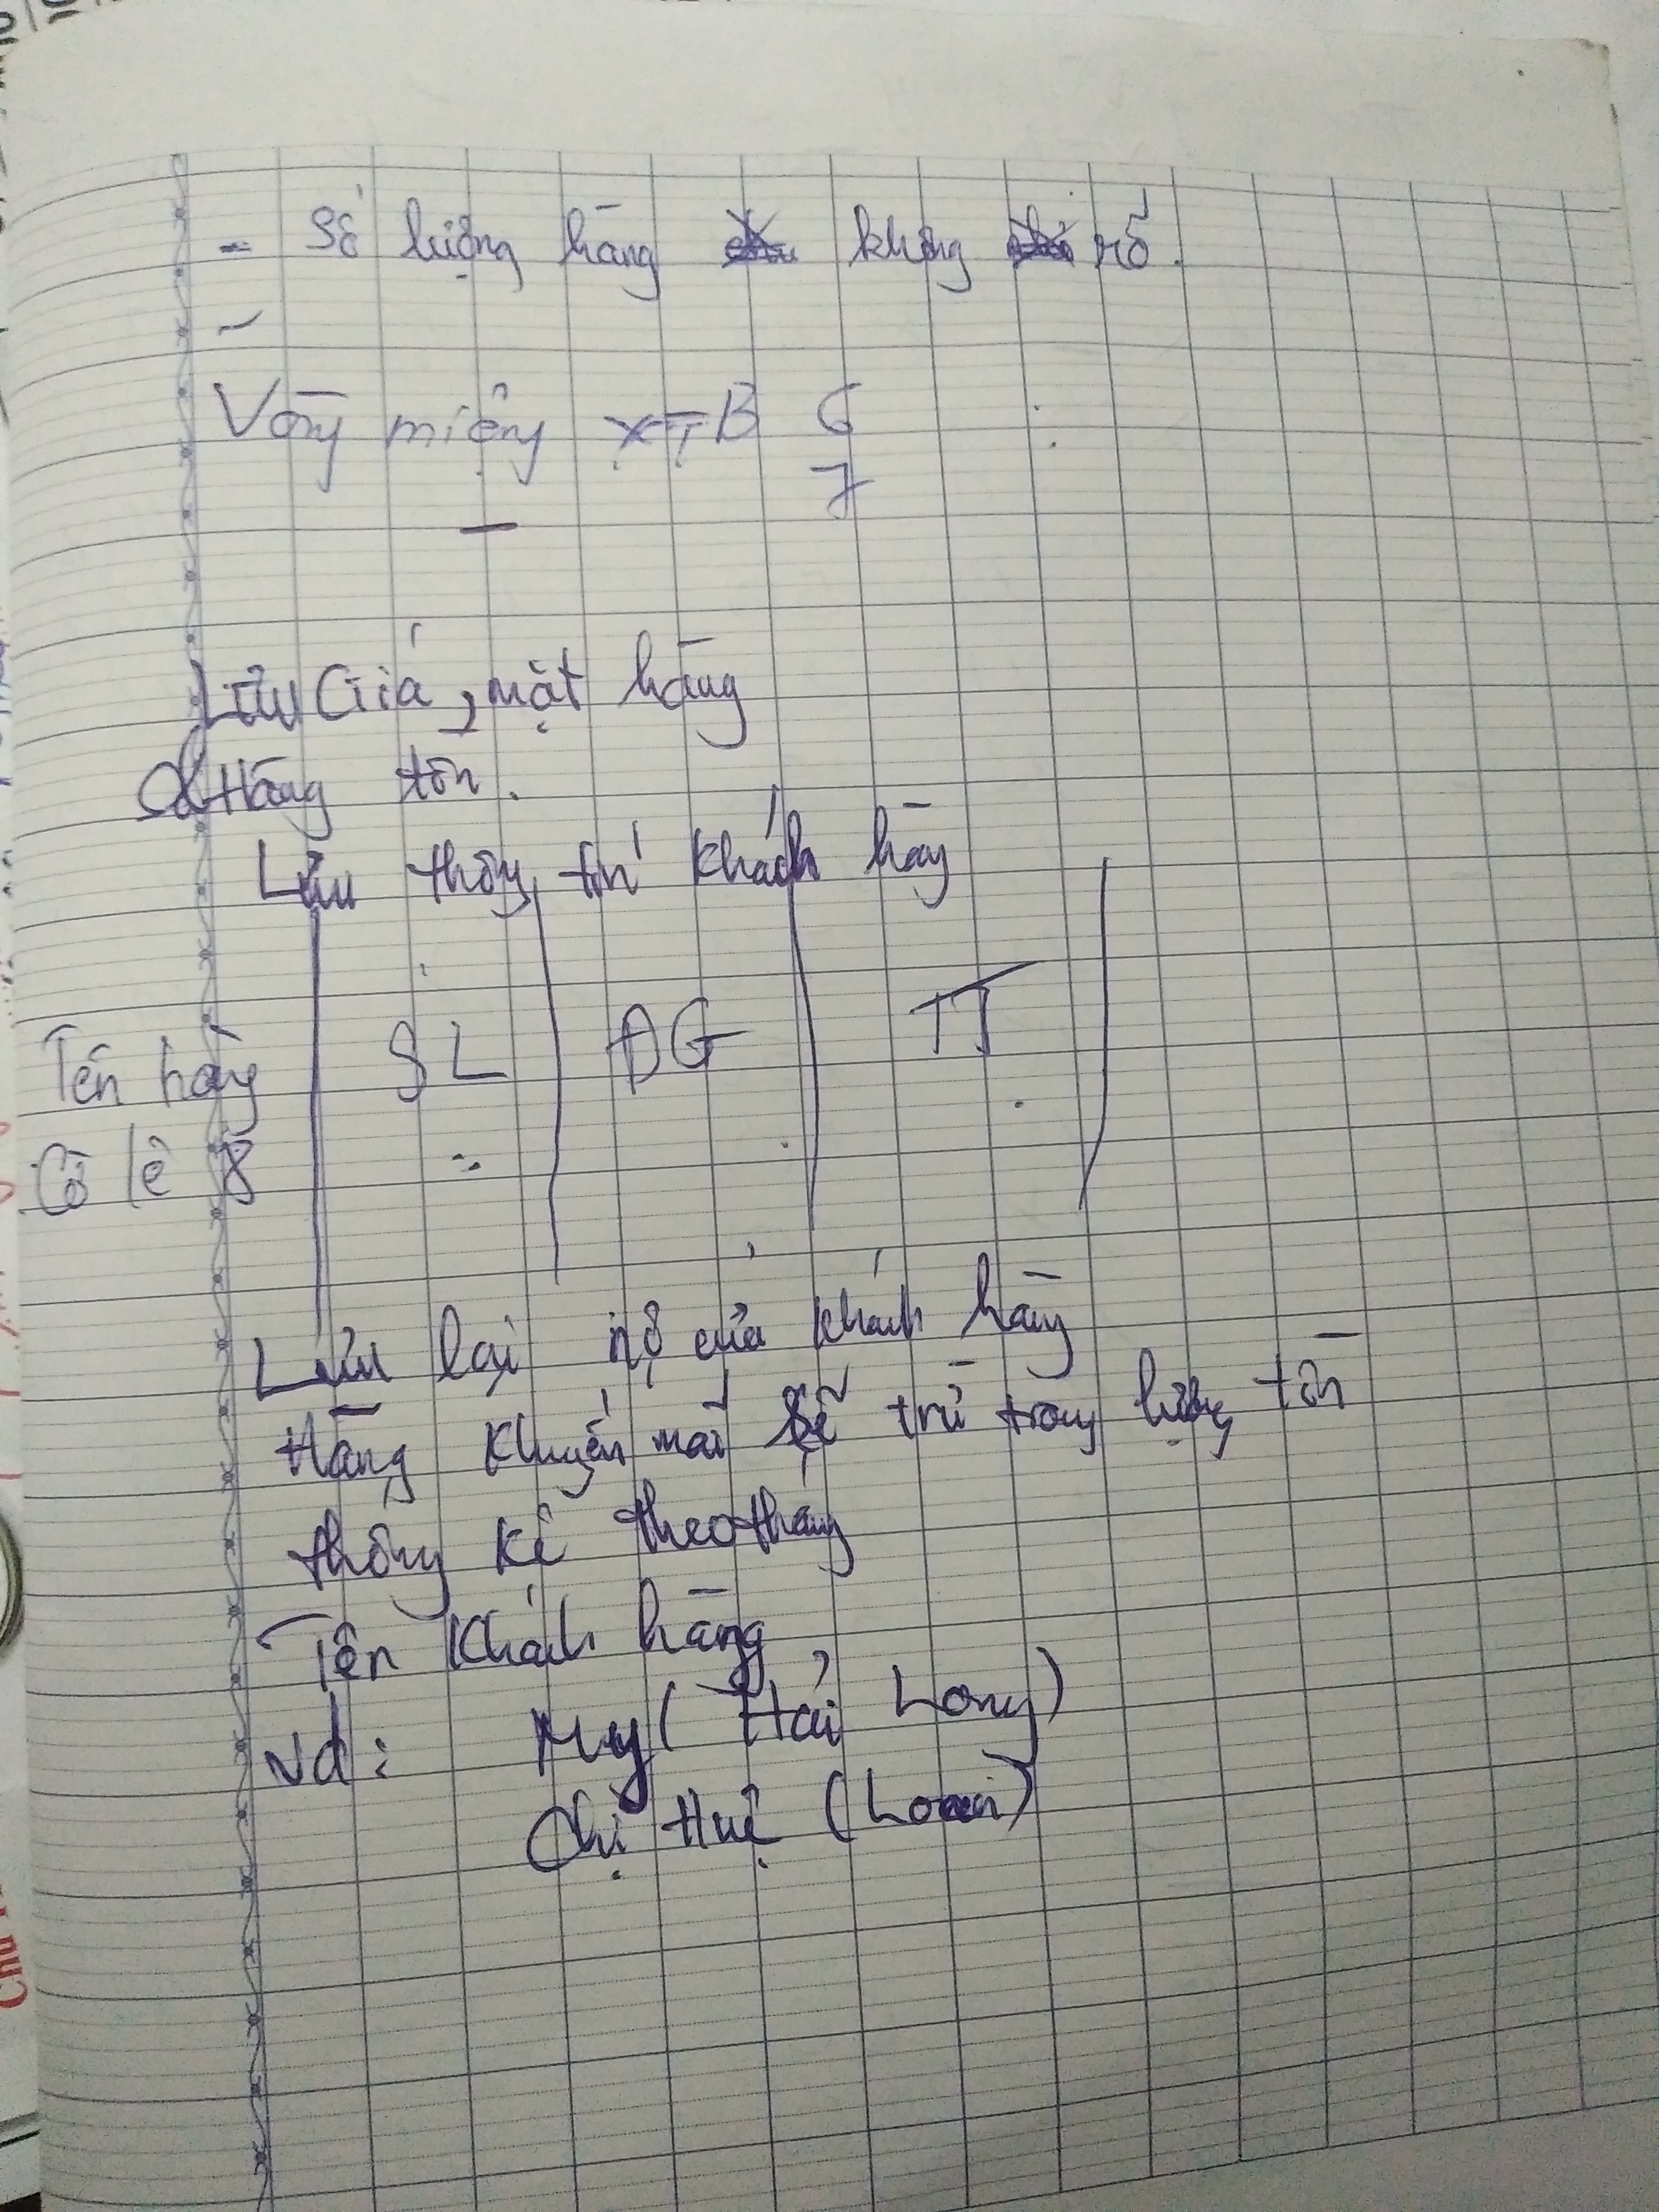 - Số lượng hàng không rõ.
-
Vòng miệng XTB 6
7
Lưu Giá, mặt hàng
Hàng tồn.
Lưu thông tin khách hàng
Tên hàng SL ĐG TT
Cờ lê 8
Lưu lại nợ của khách hàng
Hàng khuyến mãi sẽ trừ trong lượng tồn
thống kê theo tháng
Tên khách hàng
vd: My (Hải Long)
Chị Huệ